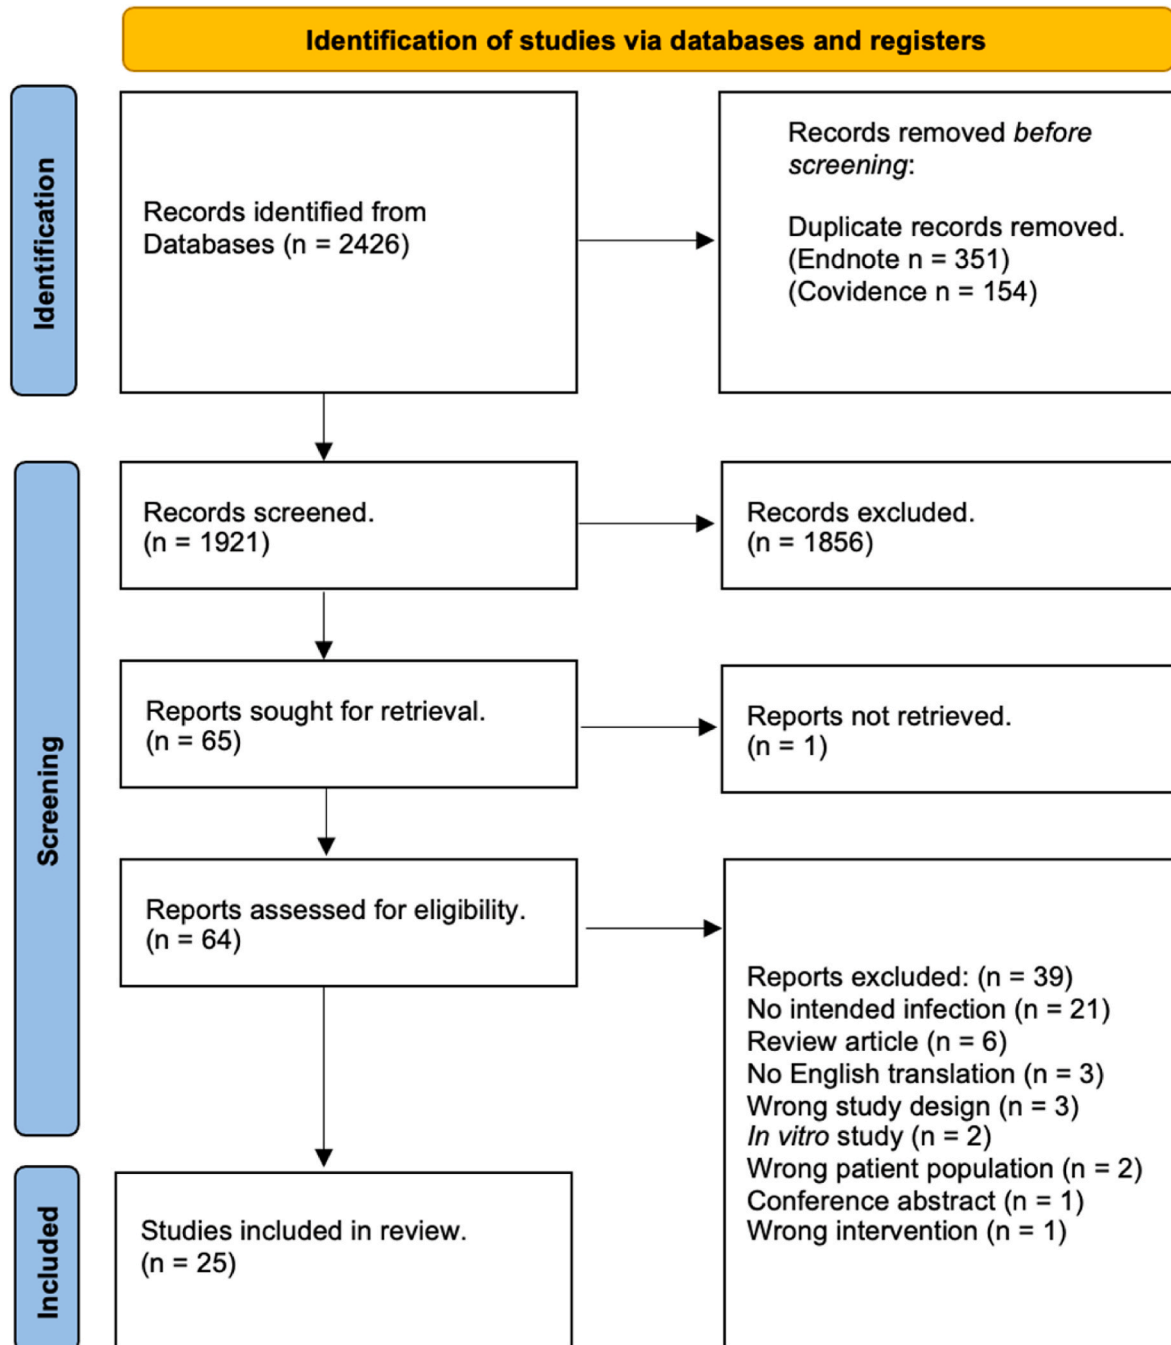 Identification of studies via databases and registers
Identification
Records identified from
Databases (n = 2426)
Records removed before
screening:
Duplicate records removed.
(Endnote n = 351)
(Covidence n = 154)
Screening
Records screened.
(n = 1921)
Records excluded.
(n = 1856)
Reports sought for retrieval.
(n = 65)
Reports not retrieved.
(n = 1)
Reports assessed for eligibility.
(n = 64)
Reports excluded: (n = 39)
No intended infection (n = 21)
Review article (n = 6)
No English translation (n = 3)
Wrong study design (n = 3)
In vitro study (n = 2)
Wrong patient population (n = 2)
Conference abstract (n = 1)
Wrong intervention (n = 1)
Included
Studies included in review.
(n = 25)